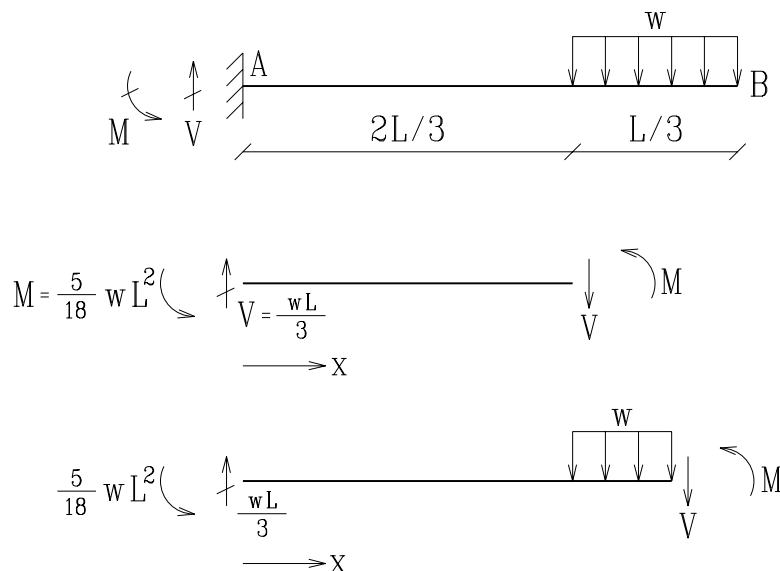 w
A
B
M
V
2L/3
L/3
M = 5/18 wL²
V = wL/3
M
V
x
w
5/18 wL²
wL/3
M
V
x